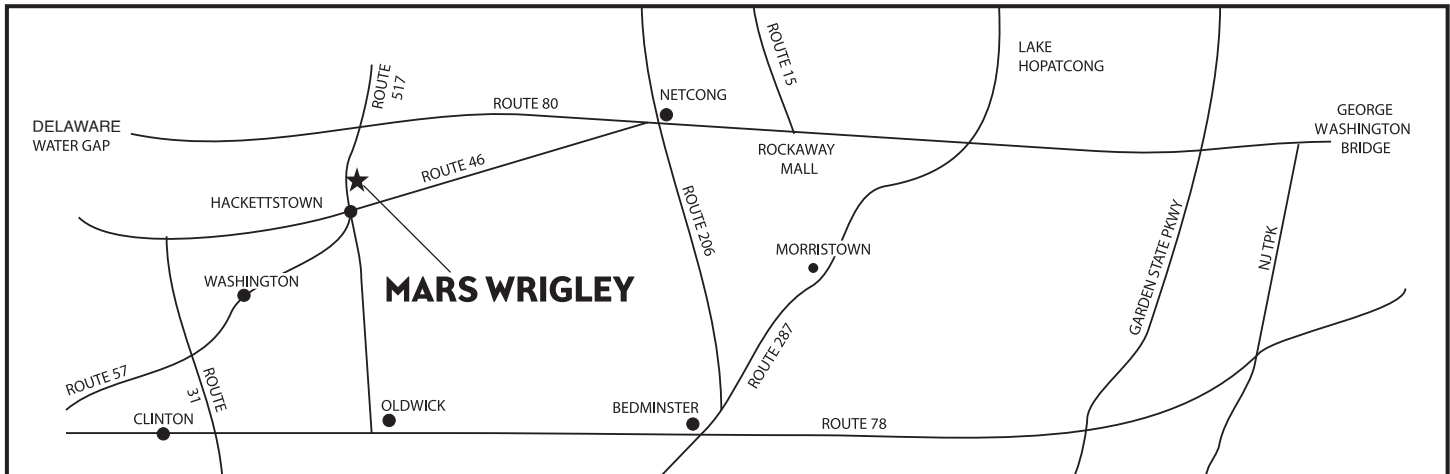 ROUTE 15
LAKE
HOPATCONG
ROUTE
517
NETCONG
ROUTE 80
GEORGE
WASHINGTON
BRIDGE
DELAWARE
WATER GAP
ROCKAWAY
MALL
ROUTE 46
HACKETTSTOWN
ROUTE 206
GARDEN STATE PKWY
NJ TPK
MORRISTOWN
WASHINGTON
MARS WRIGLEY
ROUTE 287
ROUTE 57
ROUTE
31
OLDWICK
BEDMINSTER
CLINTON
ROUTE 78